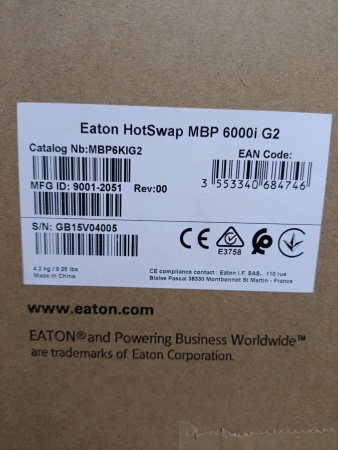 Eaton HotSwap MBP 6000i G2
Catalog Nb:MBP6KIG2
EAN Code:
MFG ID: 9001-2051 Rev:00
3 553340 684746
S/N: GB15V04005
CE
E3758
4.2 kg / 9.25 lbs
Made in China
CE compliance contact : Eaton I.F. SAS, 110 rue
Blaise Pascal 38330 Montbonnot St Martin - France
www.eaton.com
EATON® and Powering Business Worldwide™
are trademarks of Eaton Corporation.